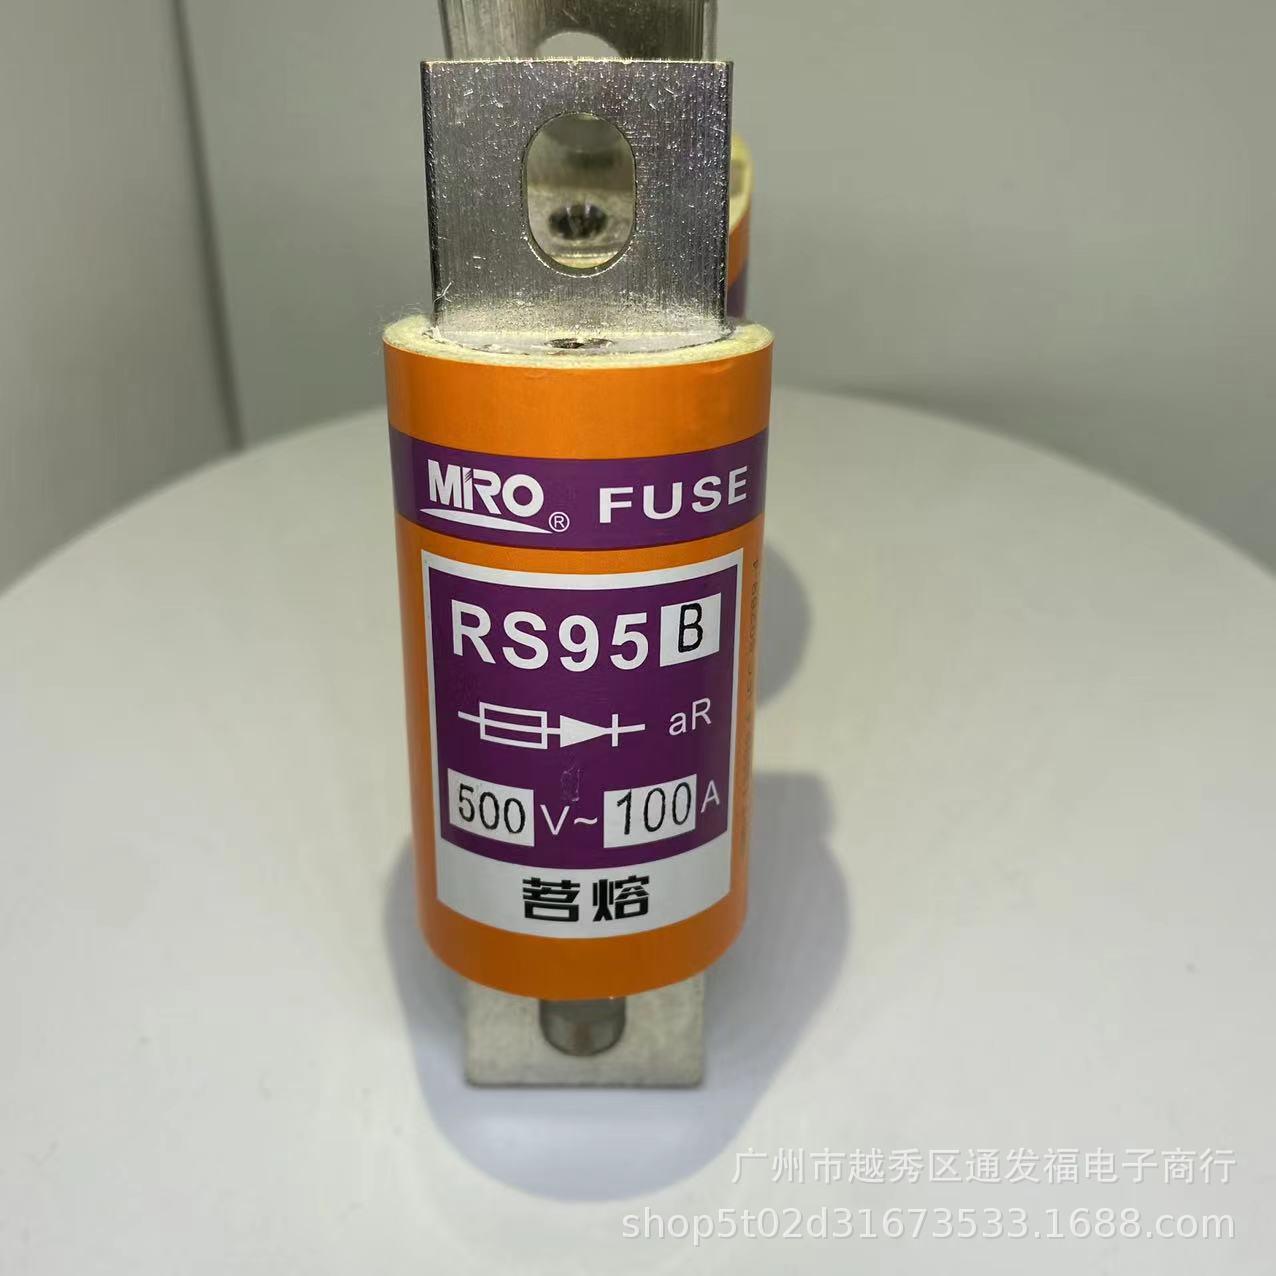 MIRO® FUSE
RS95B
aR
500V~100A
茗熔
广州市越秀区通发福电子商行
shop5t02d31673533.1688.com